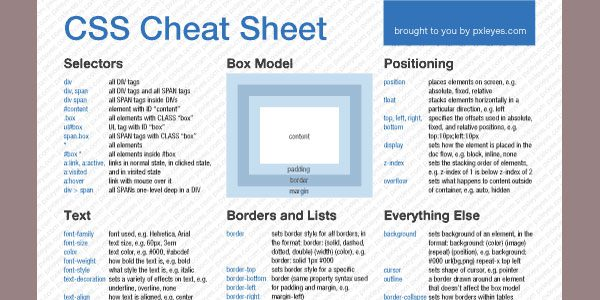 CSS Cheat Sheet
brought to you by pxleyes.com
Selectors
div all DIV tags
div, span all DIV tags and all SPAN tags
div span all SPAN tags inside DIVs
#content element with ID "content"
.box all elements with CLASS "box"
ul#box UL tag with ID "box"
span.box all SPAN tags with CLASS "box"
* all elements
#box * all elements inside #box
a:link, a:active, links in normal state, in clicked state,
a:visited and in visited state
a:hover link with mouse over it
div > span all SPANs one-level deep in a DIV
Box Model
content
padding
border
margin
Positioning
position places elements on screen, e.g.
absolute, fixed, relative
float stacks elements horizontally in a
particular direction, e.g. left
top, left, right, specifies the offsets used in absolute,
bottom fixed, and relative positions, e.g.
top:10px;left:10px
display sets how the element is placed in the
doc flow, e.g. block, inline, none
z-index sets the stacking order of elements,
e.g. z-index of 1 is below z-index of 2
overflow sets what happens to content outside
of container, e.g. auto, hidden
Text
font-family font used, e.g. Helvetica, Arial
font-size text size, e.g. 60px, 3em
color text color, e.g. #000, #abcdef
font-weight how bold the text is, e.g. bold
font-style what style the text is, e.g. italic
text-decoration sets a variety of effects on text, e.g.
underline, overline, none
text-align how text is aligned, e.g. center
Borders and Lists
border sets border style for all borders, in
the format: border: (solid, dashed,
dotted, double) (width) (color), e.g.
border: solid 1px #000
border-top sets border style for a specific
border-bottom border (same property syntax used
border-left for padding and margin, e.g.
border-right margin-left)
Everything Else
background sets background of an element, in the
format: background: (color) (image)
(repeat) (position), e.g. background:
#000 url(bg.png) repeat-x top left
cursor sets shape of cursor, e.g. pointer
outline a border drawn around an element
that doesn't affect the box model
border-collapse sets how borders within tables